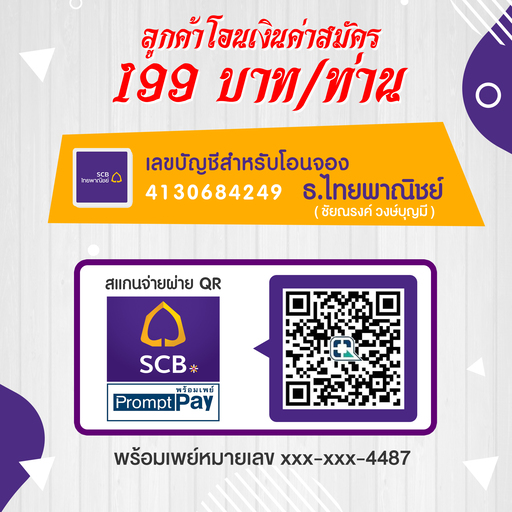 ลูกค้าโอนเงินค่าสมัคร
199 บาท/ท่าน
SCB
ไทยพาณิชย์
เลขบัญชีสำหรับโอนจอง
4130684249 ธ.ไทยพาณิชย์
( ชัยณรงค์ วงษ์บุญมี )
สแกนจ่ายผ่าย QR
SCB
พร้อมเพย์
PromptPay
พร้อมเพย์หมายเลข xxx-xxx-4487